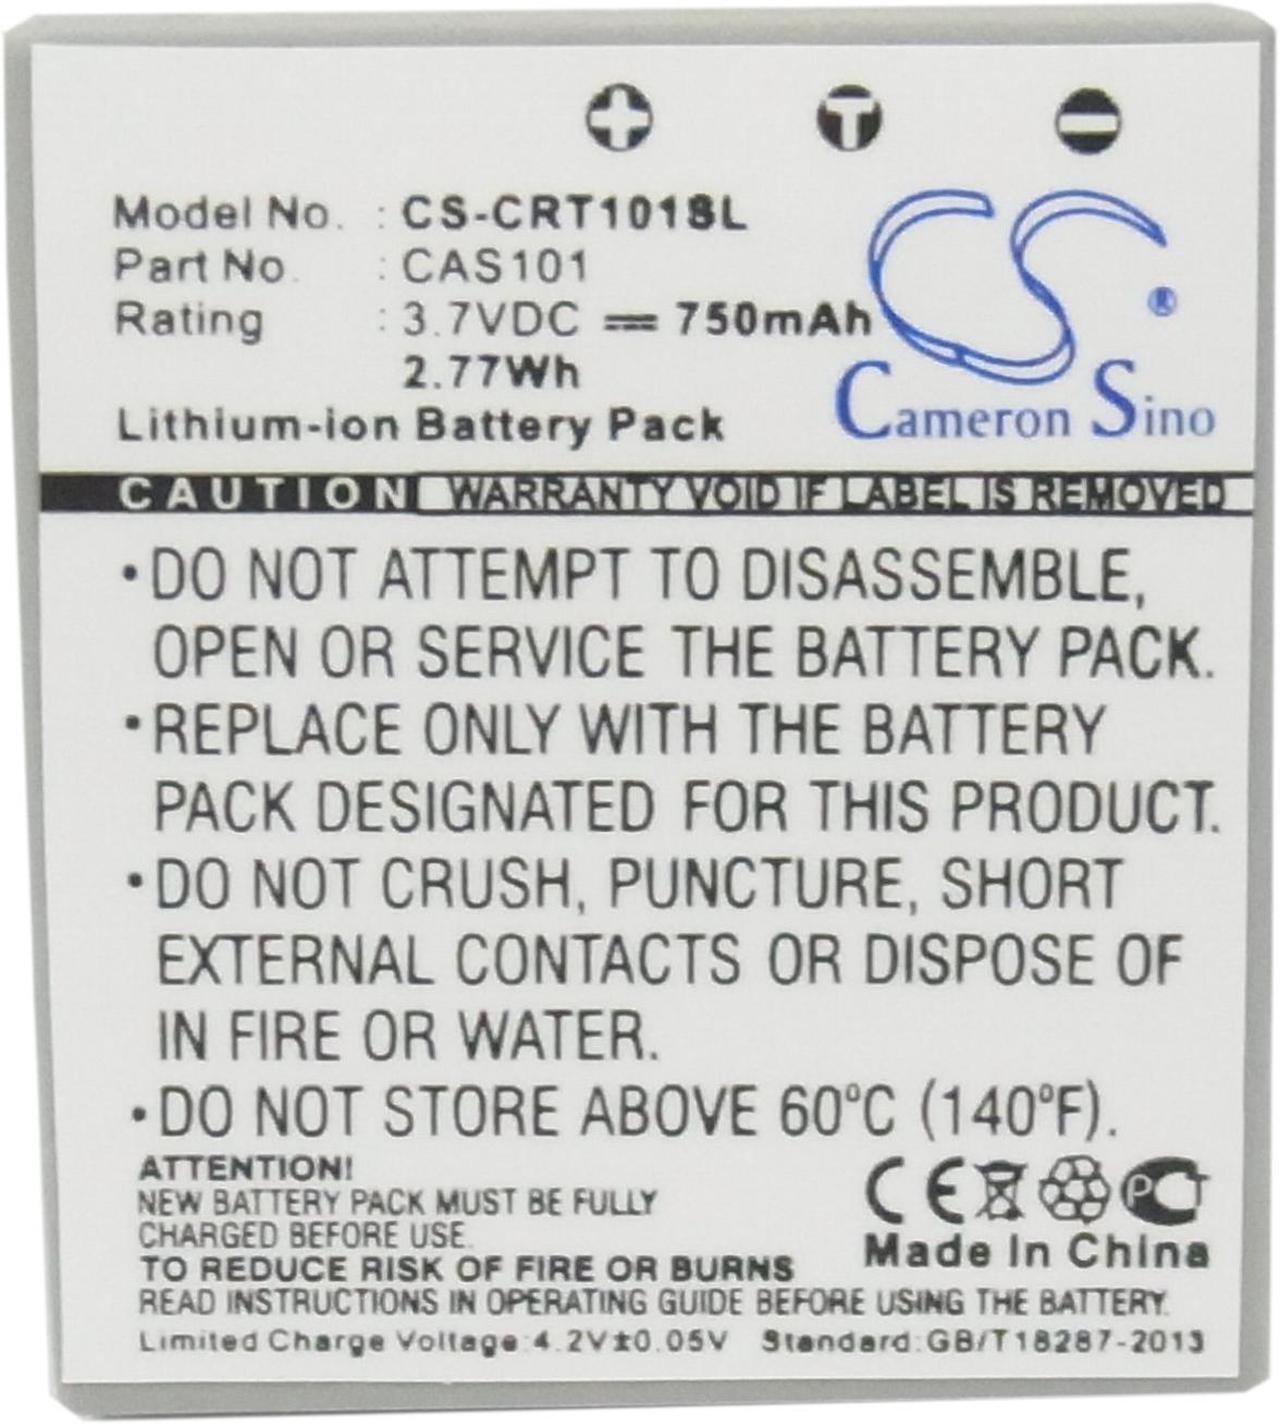 + T −
Model No. : CS-CRT101SL
Part No. : CAS101
Rating : 3.7VDC ⎓ 750mAh
2.77Wh
Lithium-ion Battery Pack
CS ®
Cameron Sino
CAUTION WARRANTY VOID IF LABEL IS REMOVED
•DO NOT ATTEMPT TO DISASSEMBLE,
OPEN OR SERVICE THE BATTERY PACK.
•REPLACE ONLY WITH THE BATTERY
PACK DESIGNATED FOR THIS PRODUCT.
•DO NOT CRUSH, PUNCTURE, SHORT
EXTERNAL CONTACTS OR DISPOSE OF
IN FIRE OR WATER.
•DO NOT STORE ABOVE 60°C (140°F).
ATTENTION!
NEW BATTERY PACK MUST BE FULLY
CHARGED BEFORE USE.
TO REDUCE RISK OF FIRE OR BURNS
READ INSTRUCTIONS IN OPERATING GUIDE BEFORE USING THE BATTERY.
Limited Charge Voltage:4.2V±0.05V Standard:GB/T18287-2013
CE PCT
Made In China